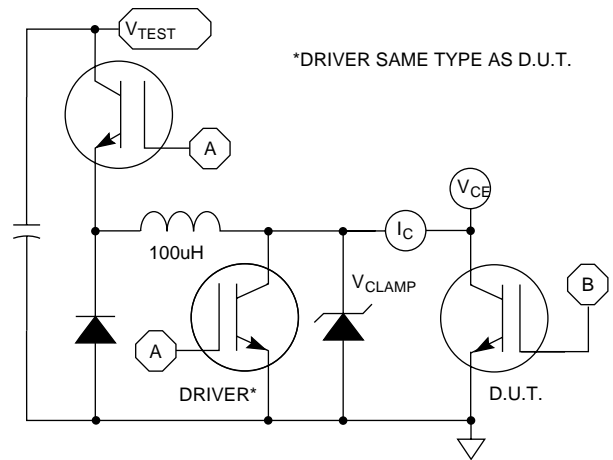 VTEST
*DRIVER SAME TYPE AS D.U.T.
A
VCE
IC
100uH
VCLAMP
B
A
DRIVER*
D.U.T.